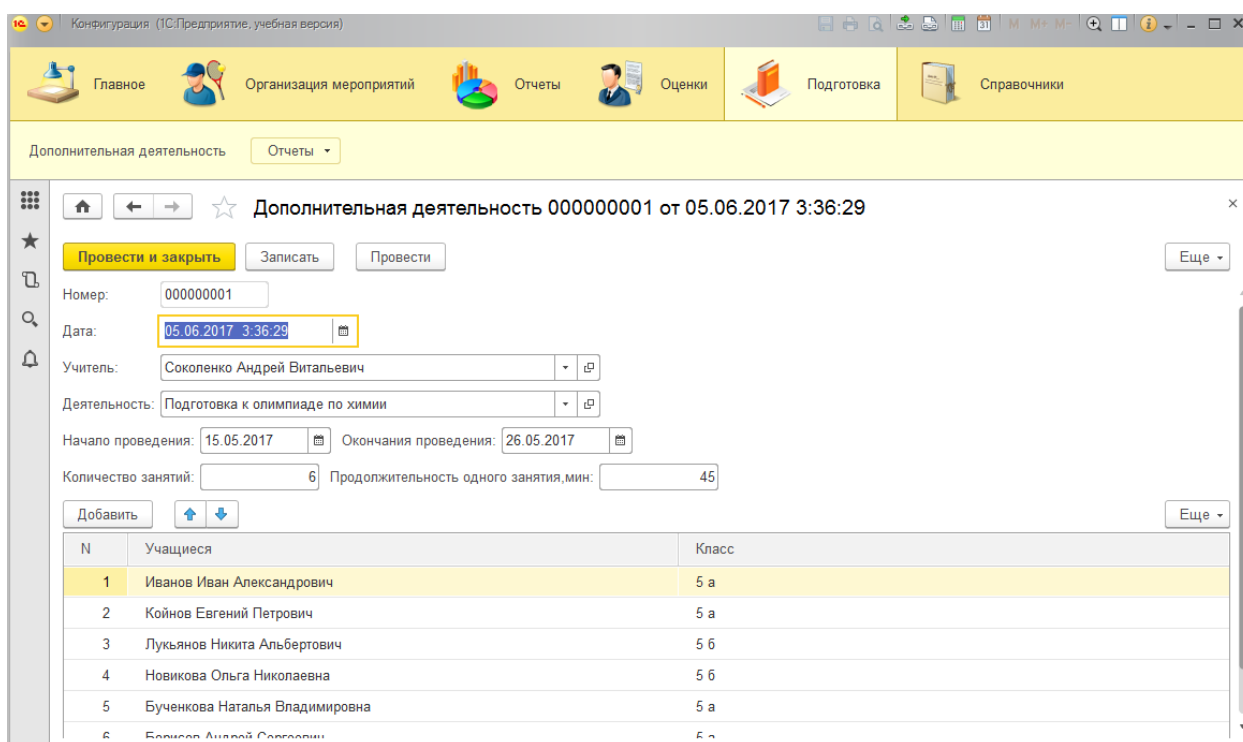 Конфигурация (1С:Предприятие, учебная версия) M M+ M-
Главное Организация мероприятий Отчеты Оценки Подготовка Справочники
Дополнительная деятельность Отчеты
Дополнительная деятельность 000000001 от 05.06.2017 3:36:29
Провести и закрыть Записать Провести Еще
Номер: 000000001
Дата: 05.06.2017 3:36:29
Учитель: Соколенко Андрей Витальевич
Деятельность: Подготовка к олимпиаде по химии
Начало проведения: 15.05.2017 Окончания проведения: 26.05.2017
Количество занятий: 6 Продолжительность одного занятия,мин: 45
Добавить Еще
N Учащиеся Класс
1 Иванов Иван Александрович 5 а
2 Койнов Евгений Петрович 5 а
3 Лукьянов Никита Альбертович 5 б
4 Новикова Ольга Николаевна 5 б
5 Бученкова Наталья Владимировна 5 а
6 Борисов Андрей Сергеевич 5 а